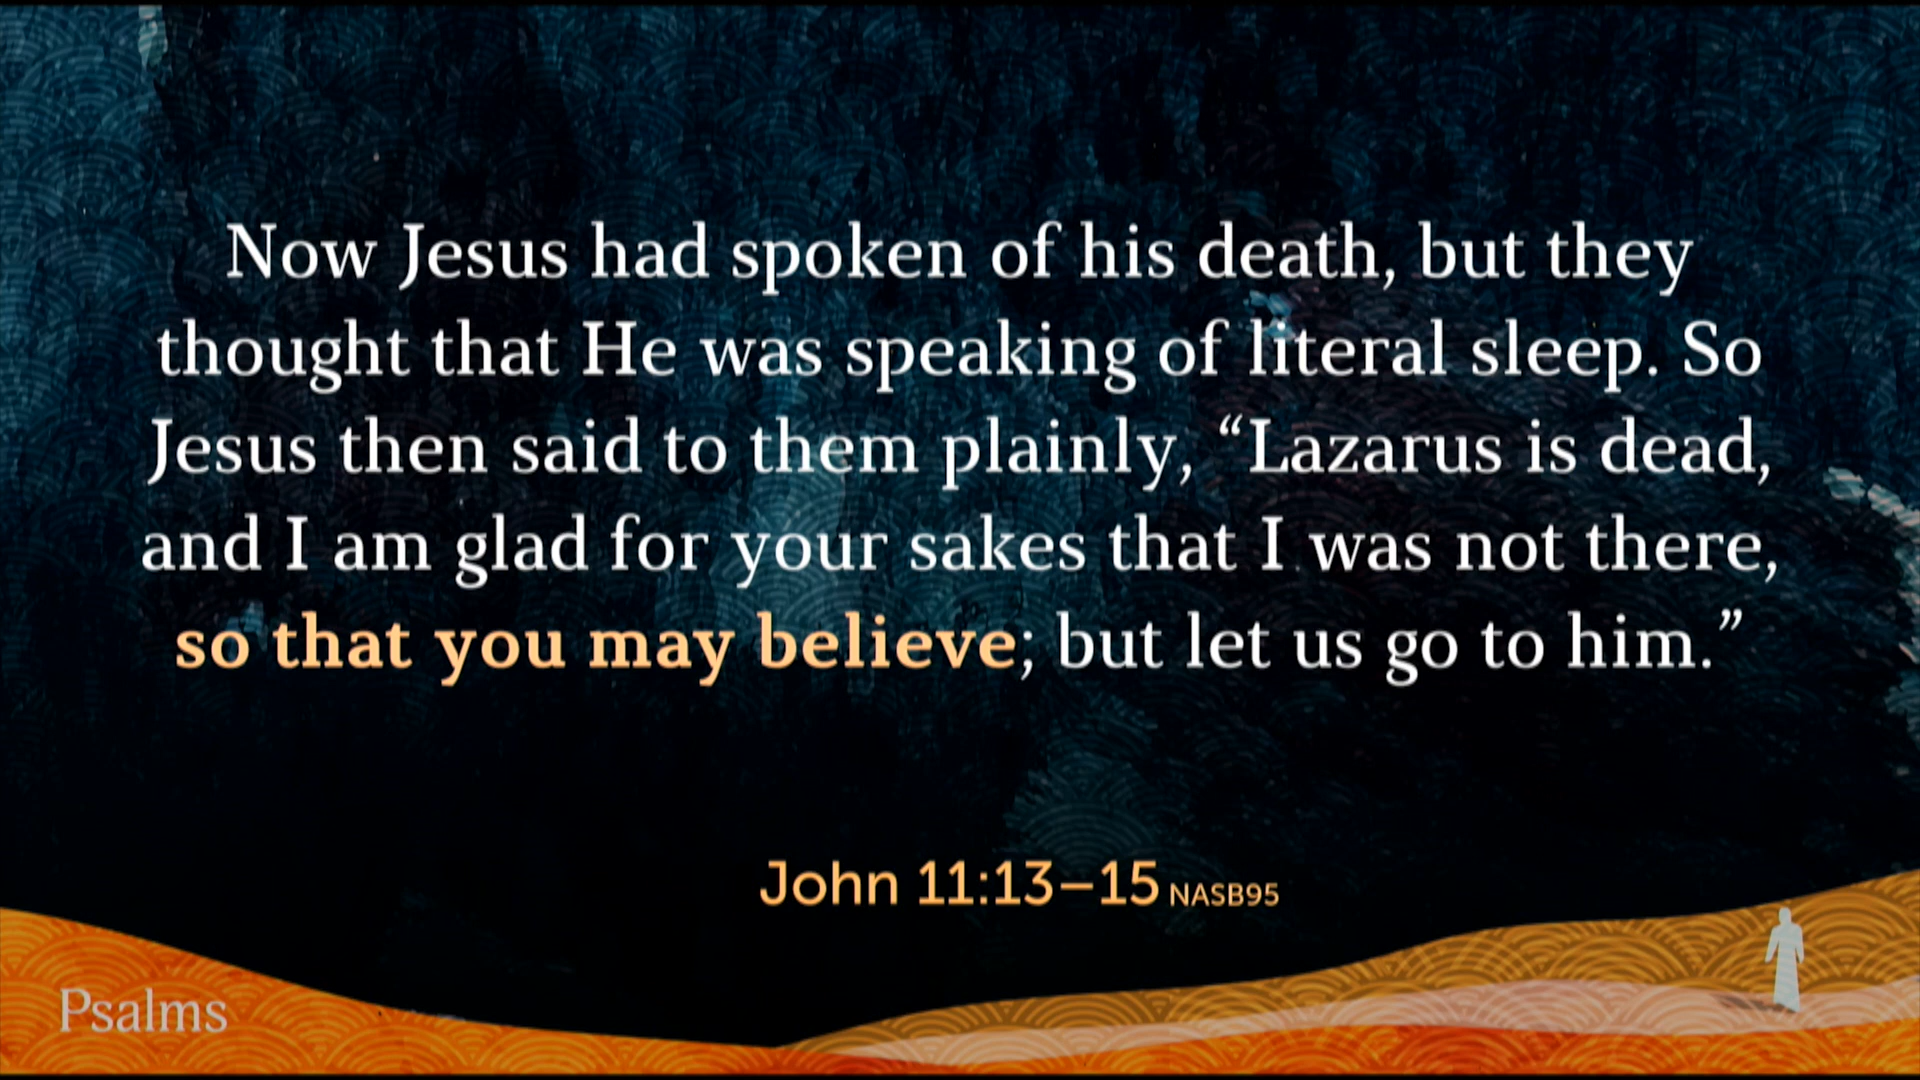 Now Jesus had spoken of his death, but they
thought that He was speaking of literal sleep. So
Jesus then said to them plainly, “Lazarus is dead,
and I am glad for your sakes that I was not there,
so that you may believe; but let us go to him.”
John 11:13–15 NASB95
Psalms